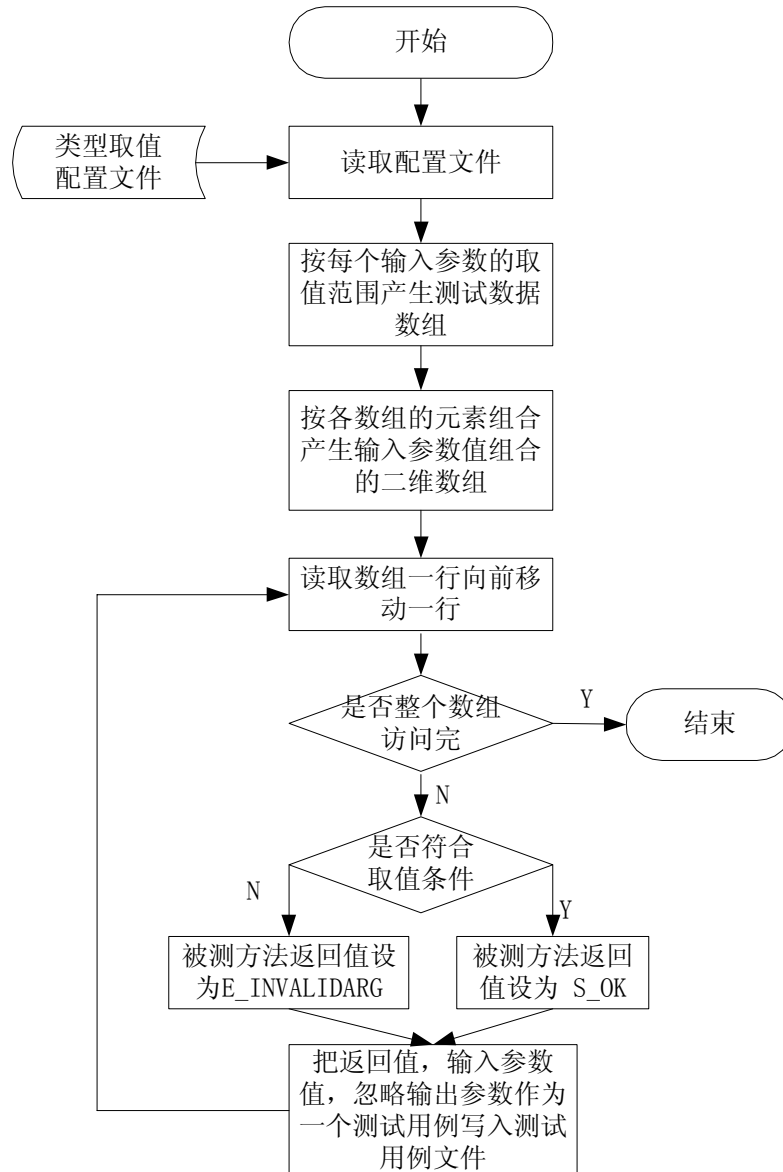 开始
类型取值
配置文件
读取配置文件
按每个输入参数的取
值范围产生测试数据
数组
按各数组的元素组合
产生输入参数值组合
的二维数组
读取数组一行向前移
动一行
是否整个数组
访问完
Y
结束
N
是否符合
取值条件
N
Y
被测方法返回值设
为E_INVALIDARG
被测方法返回
值设为 S_OK
把返回值，输入参数
值，忽略输出参数作为
一个测试用例写入测试
用例文件